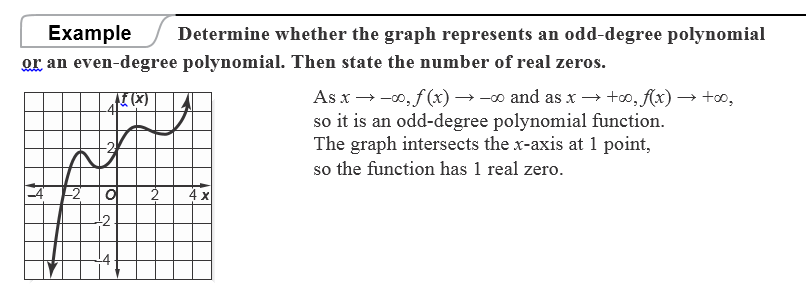 Example Determine whether the graph represents an odd-degree polynomial
or an even-degree polynomial. Then state the number of real zeros.
As x → −∞, f (x) → −∞ and as x → +∞, f(x) → +∞,
so it is an odd-degree polynomial function.
The graph intersects the x-axis at 1 point,
so the function has 1 real zero.
f (x)
4
2
−4 −2 O 2 4 x
−2
−4